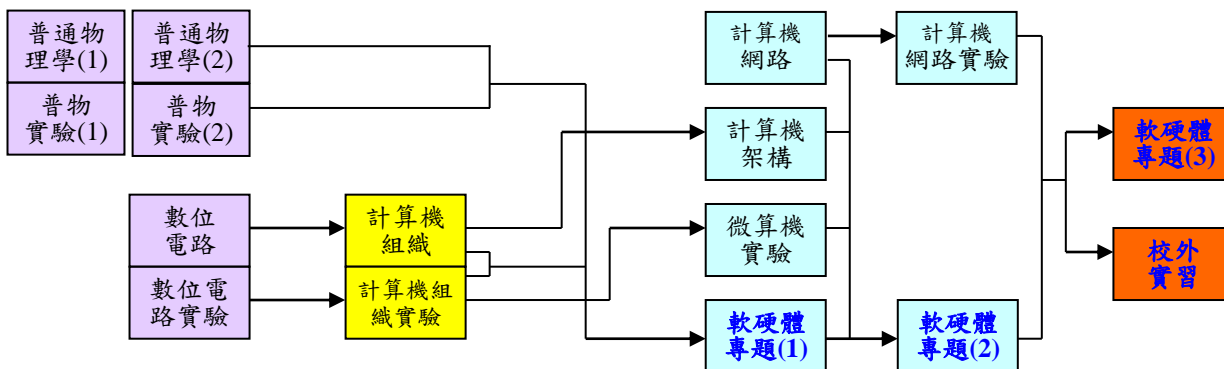 普通物
理學(1)
普通物
理學(2)
普物
實驗(1)
普物
實驗(2)
數位
電路
數位電
路實驗
計算機
組織
計算機組
織實驗
計算機
網路
計算機
架構
微算機
實驗
軟硬體
專題(1)
計算機
網路實驗
軟硬體
專題(2)
軟硬體
專題(3)
校外
實習